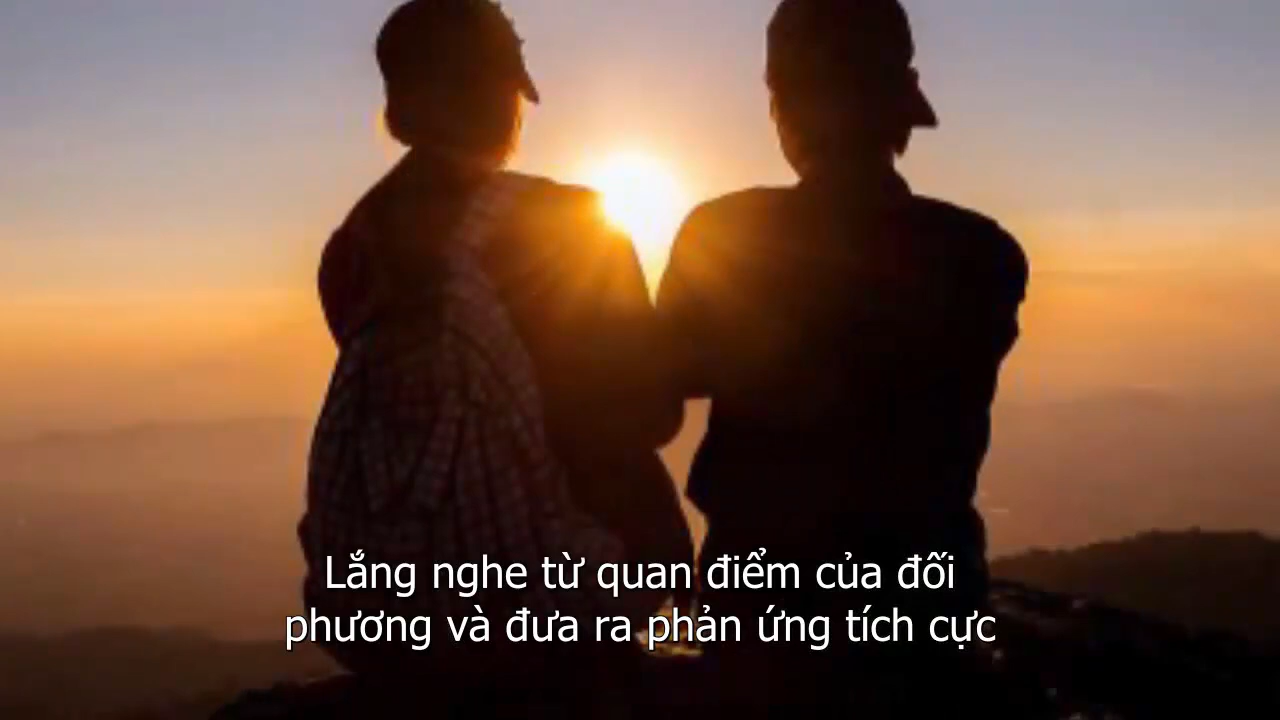 Lắng nghe từ quan điểm của đối
phương và đưa ra phản ứng tích cực